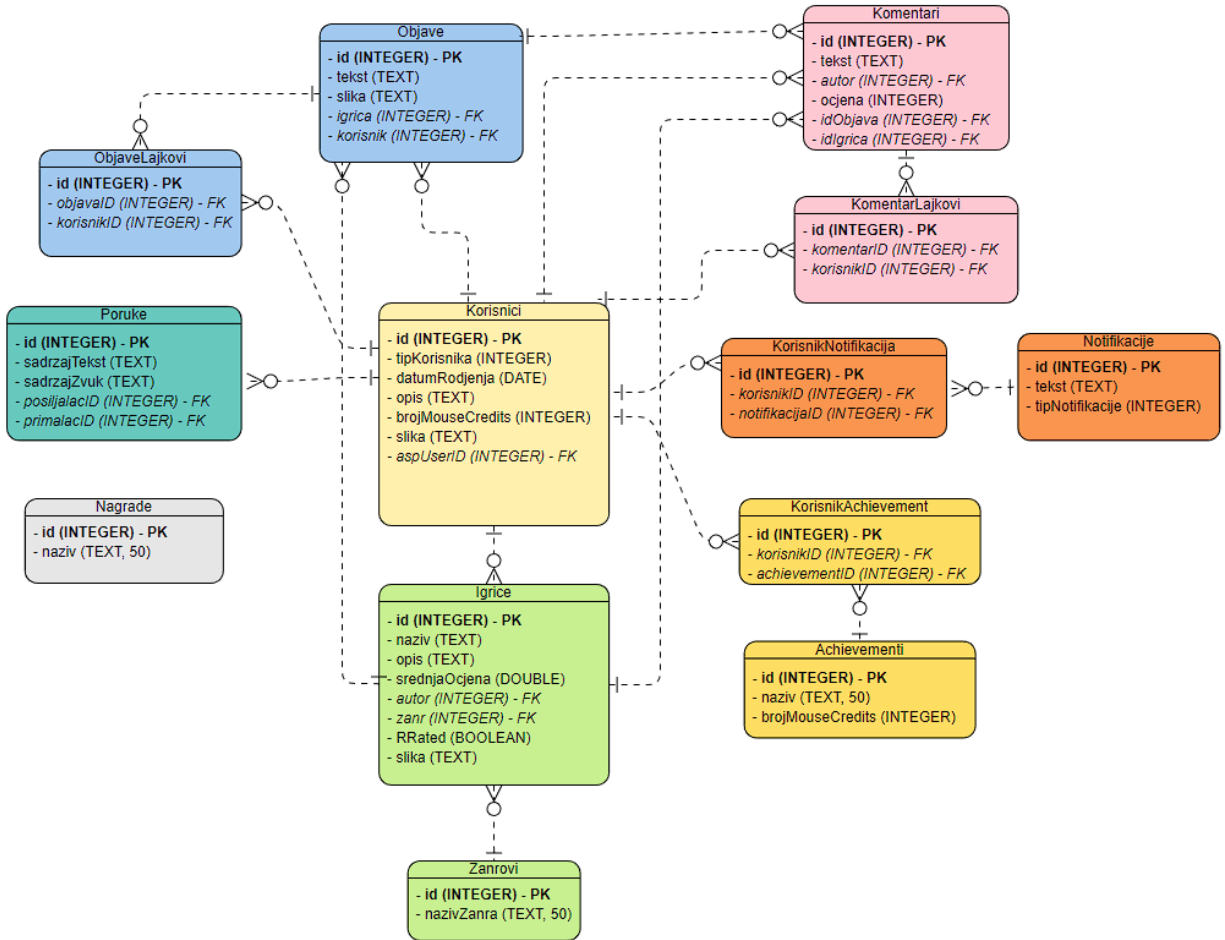 Objave
- id (INTEGER) - PK
- tekst (TEXT)
- slika (TEXT)
- igrica (INTEGER) - FK
- korisnik (INTEGER) - FK
Komentari
- id (INTEGER) - PK
- tekst (TEXT)
- autor (INTEGER) - FK
- ocjena (INTEGER)
- idObjava (INTEGER) - FK
- idIgrica (INTEGER) - FK
ObjaveLajkovi
- id (INTEGER) - PK
- objavaID (INTEGER) - FK
- korisnikID (INTEGER) - FK
KomentarLajkovi
- id (INTEGER) - PK
- komentarID (INTEGER) - FK
- korisnikID (INTEGER) - FK
Poruke
- id (INTEGER) - PK
- sadrzajTekst (TEXT)
- sadrzajZvuk (TEXT)
- posiljalacID (INTEGER) - FK
- primalacID (INTEGER) - FK
Korisnici
- id (INTEGER) - PK
- tipKorisnika (INTEGER)
- datumRodjenja (DATE)
- opis (TEXT)
- brojMouseCredits (INTEGER)
- slika (TEXT)
- aspUserID (INTEGER) - FK
KorisnikNotifikacija
- id (INTEGER) - PK
- korisnikID (INTEGER) - FK
- notifikacijaID (INTEGER) - FK
Notifikacije
- id (INTEGER) - PK
- tekst (TEXT)
- tipNotifikacije (INTEGER)
Nagrade
- id (INTEGER) - PK
- naziv (TEXT, 50)
KorisnikAchievement
- id (INTEGER) - PK
- korisnikID (INTEGER) - FK
- achievementID (INTEGER) - FK
Igrice
- id (INTEGER) - PK
- naziv (TEXT)
- opis (TEXT)
- srednjaOcjena (DOUBLE)
- autor (INTEGER) - FK
- zanr (INTEGER) - FK
- RRated (BOOLEAN)
- slika (TEXT)
Achievementi
- id (INTEGER) - PK
- naziv (TEXT, 50)
- brojMouseCredits (INTEGER)
Zanrovi
- id (INTEGER) - PK
- nazivZanra (TEXT, 50)